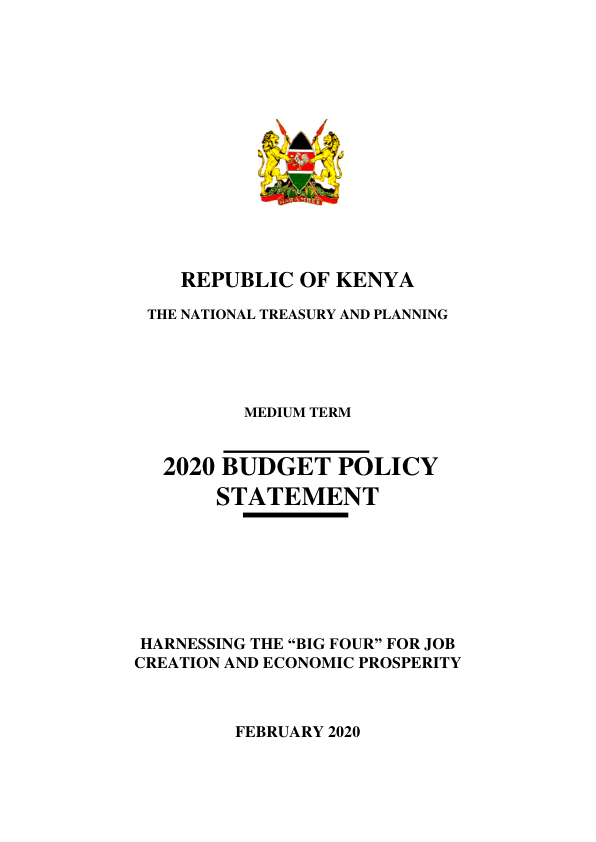 HARAMBEE
REPUBLIC OF KENYA
THE NATIONAL TREASURY AND PLANNING
MEDIUM TERM
2020 BUDGET POLICY
STATEMENT
HARNESSING THE “BIG FOUR” FOR JOB
CREATION AND ECONOMIC PROSPERITY
FEBRUARY 2020